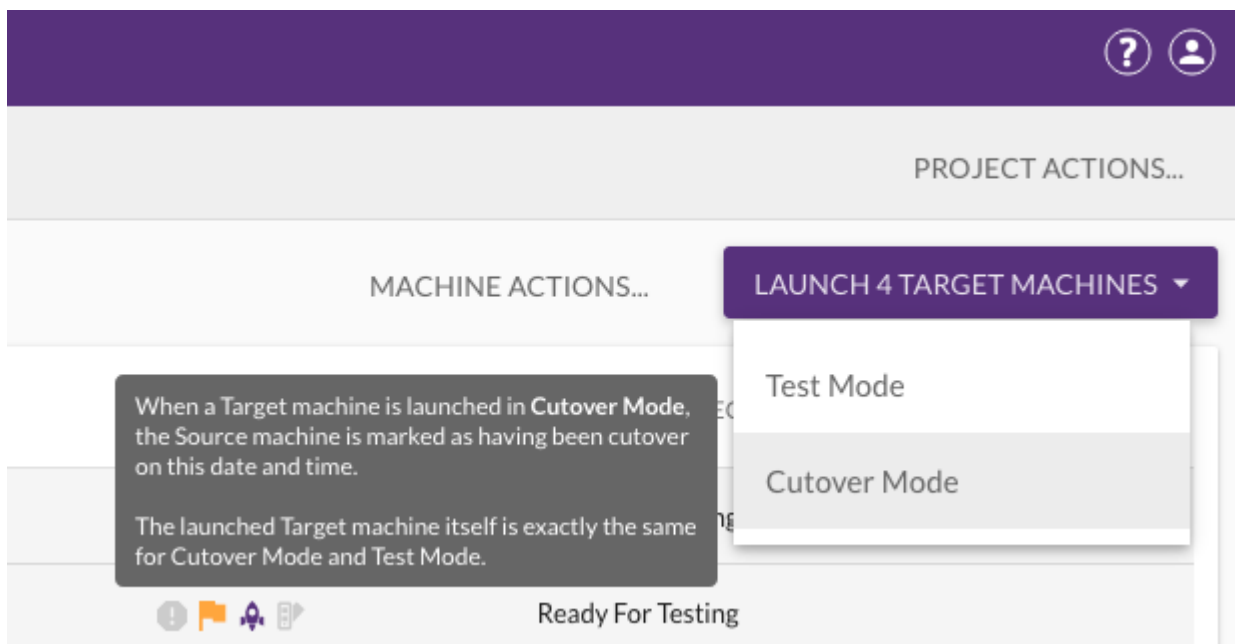 ?
PROJECT ACTIONS...
MACHINE ACTIONS...
LAUNCH 4 TARGET MACHINES
Test Mode
Cutover Mode
When a Target machine is launched in Cutover Mode,
the Source machine is marked as having been cutover
on this date and time.
The launched Target machine itself is exactly the same
for Cutover Mode and Test Mode.
Ready For Testing